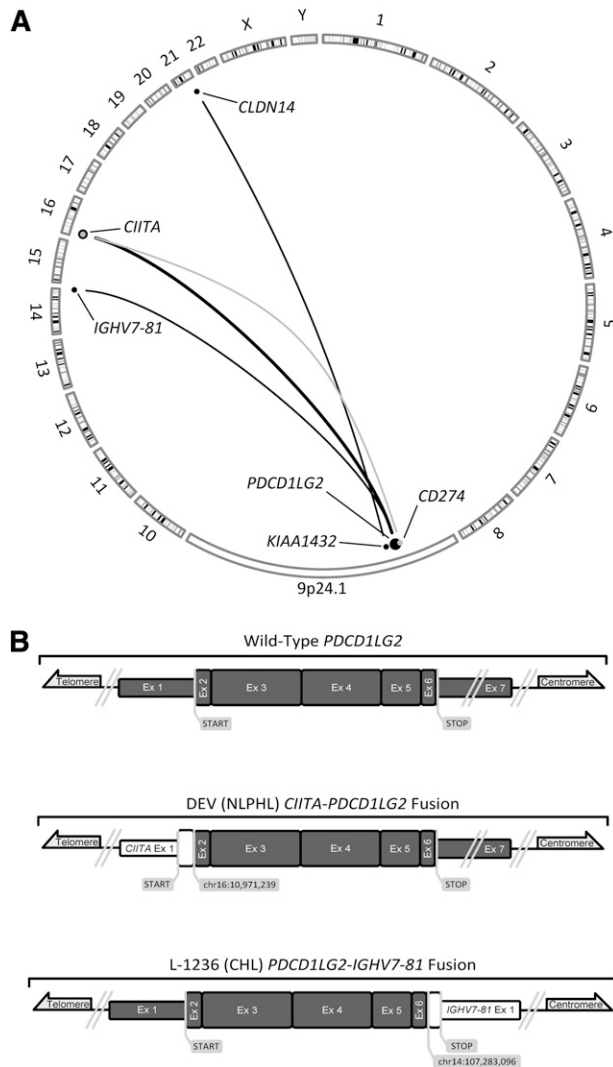 A
X
Y
1
2
3
4
5
6
7
8
9p24.1
10
11
12
13
14
15
16
17
18
19
20
21
22
CLDN14
CIITA
IGHV7-81
PDCD1LG2
CD274
KIAA1432
B
Wild-Type PDCD1LG2
Telomere
Ex 1
Ex 2
Ex 3
Ex 4
Ex 5
Ex 6
Ex 7
Centromere
START
STOP
DEV (NLPHL) CIITA-PDCD1LG2 Fusion
Telomere
CIITA Ex 1
Ex 2
Ex 3
Ex 4
Ex 5
Ex 6
Ex 7
Centromere
START
chr16:10,971,239
STOP
L-1236 (CHL) PDCD1LG2-IGHV7-81 Fusion
Telomere
Ex 1
Ex 2
Ex 3
Ex 4
Ex 5
Ex 6
IGHV7-81 Ex 1
Centromere
START
STOP
chr14:107,283,096